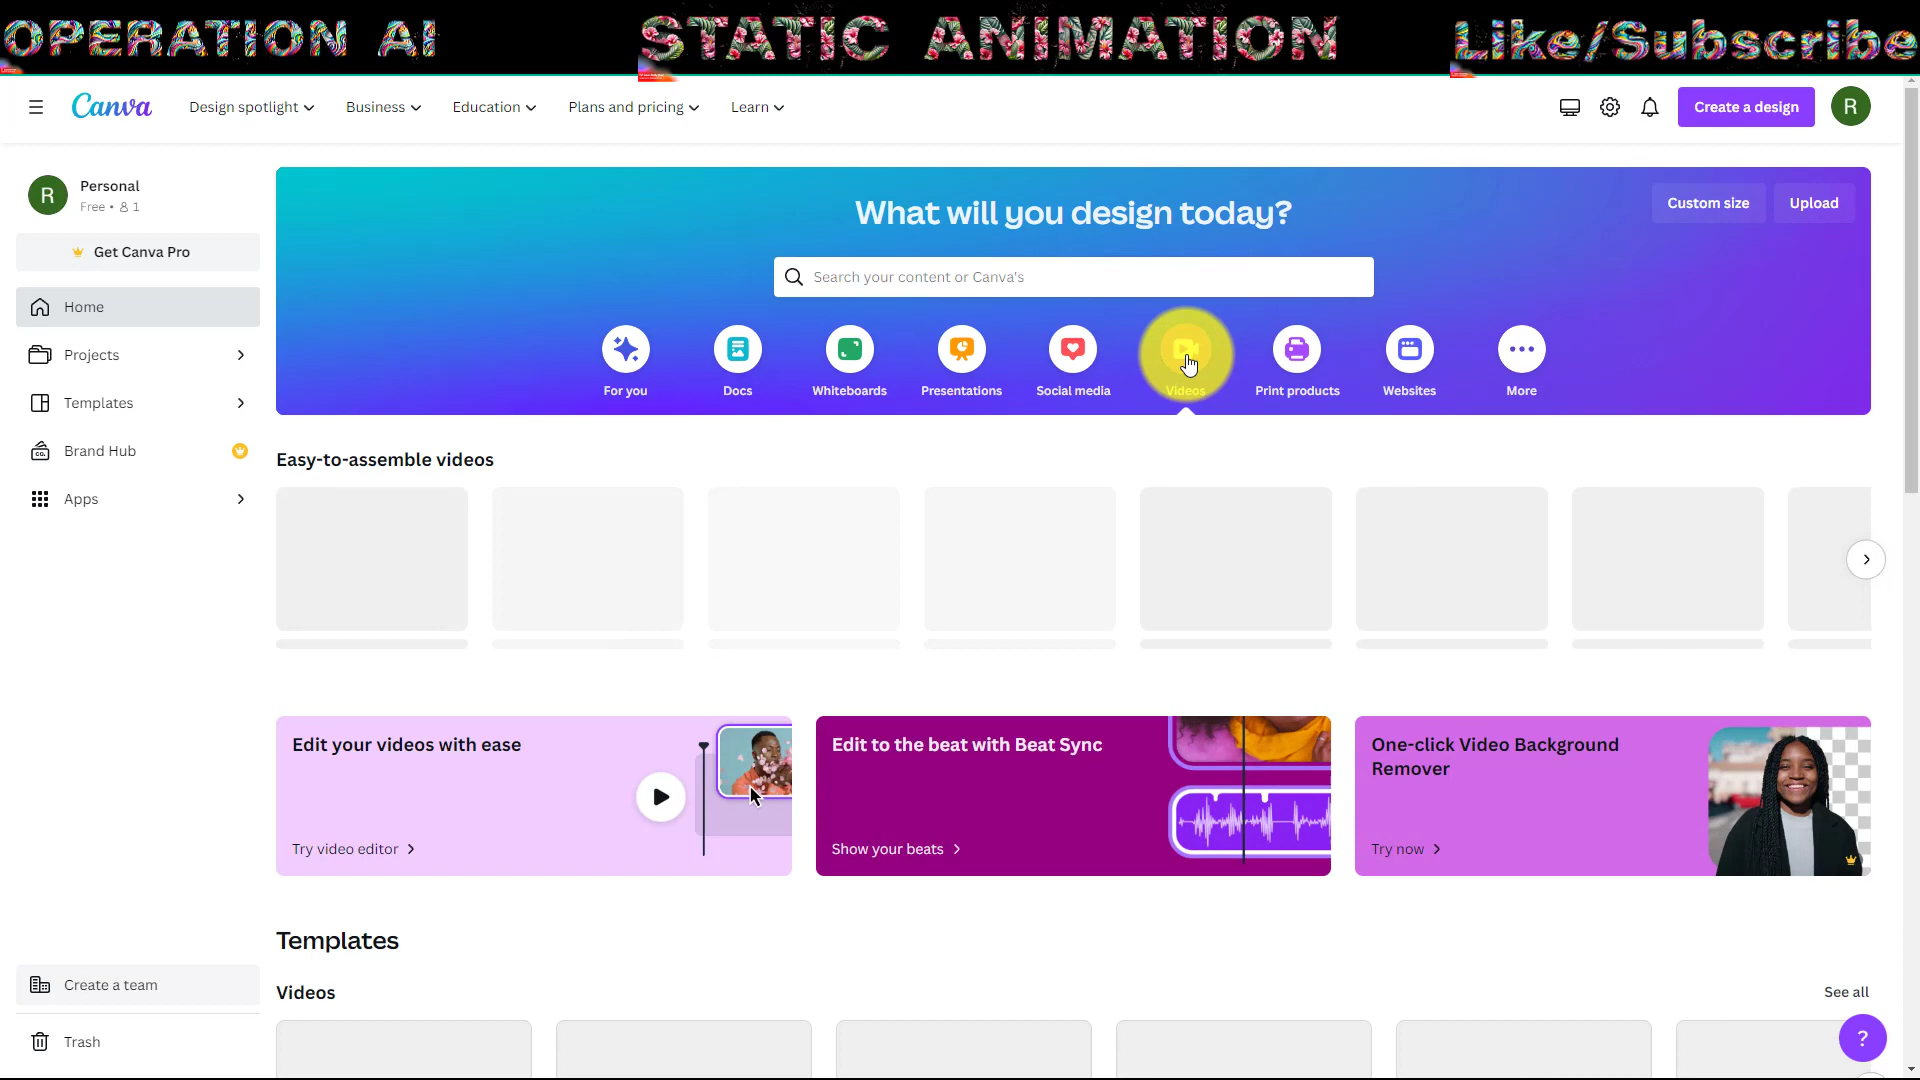 OPERATION AI
STATIC ANIMATION
Like/Subscribe
Canva
Design spotlight
Business
Education
Plans and pricing
Learn
Create a design
R
R
Personal
Free • 1
Get Canva Pro
Home
Projects
Templates
Brand Hub
Apps
Create a team
Trash
What will you design today?
Custom size
Upload
Search your content or Canva's
For you
Docs
Whiteboards
Presentations
Social media
Videos
Print products
Websites
More
Easy-to-assemble videos
Edit your videos with ease
Try video editor
Edit to the beat with Beat Sync
Show your beats
One-click Video Background
Remover
Try now
Templates
Videos
See all
?